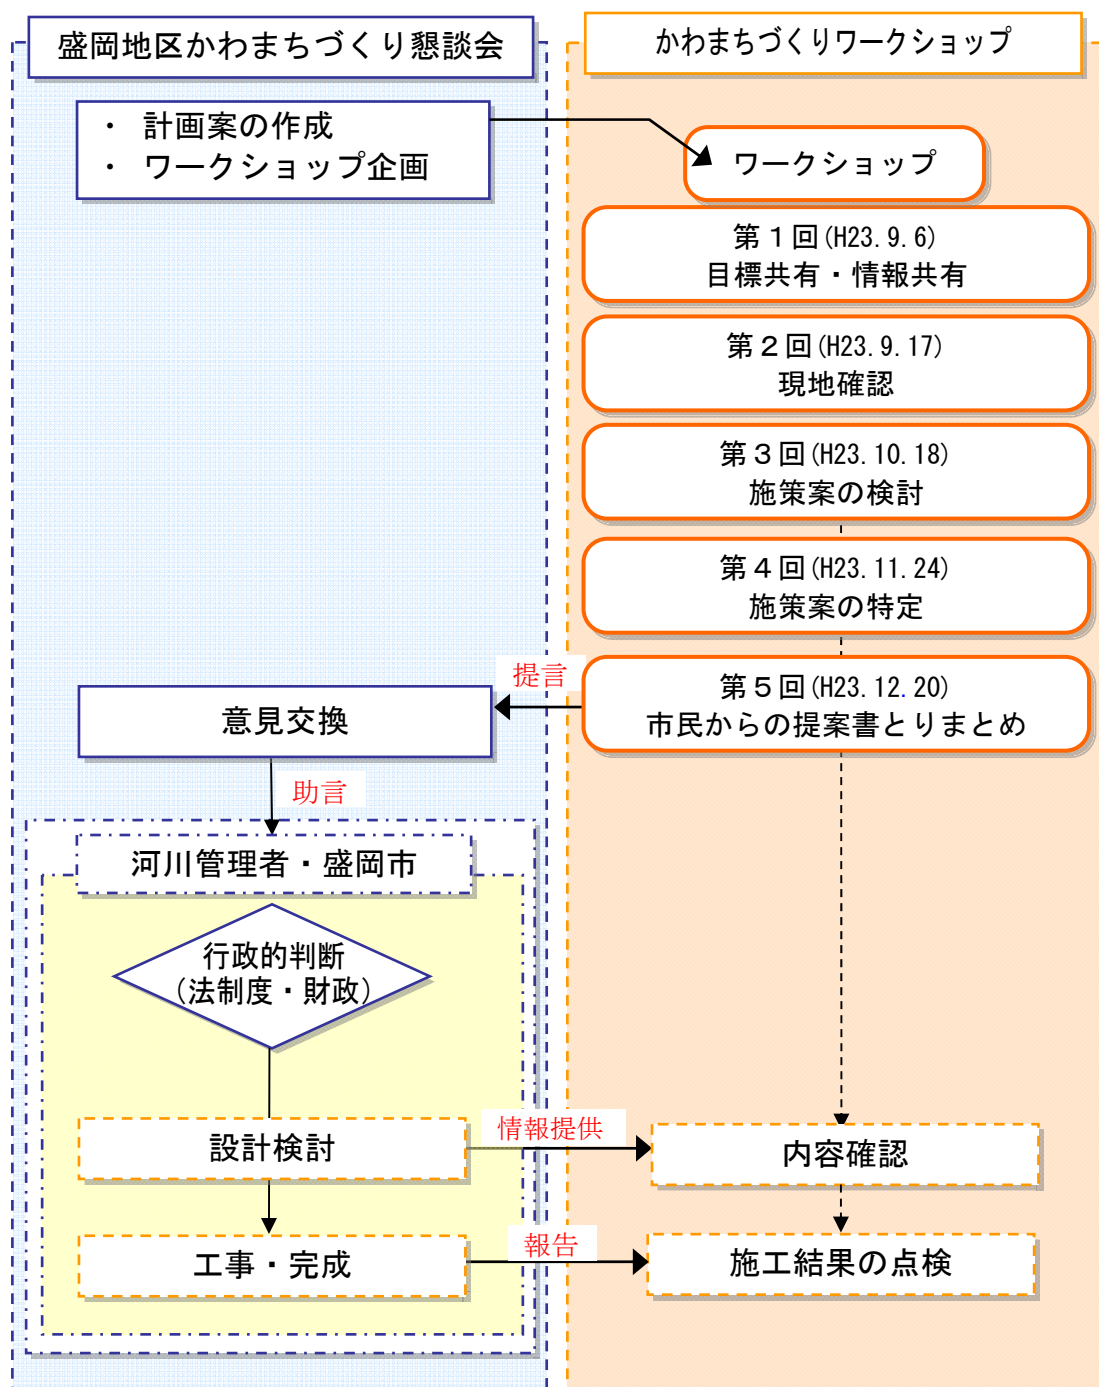 盛岡地区かわまちづくり懇談会
かわまちづくりワークショップ
・ 計画案の作成
・ ワークショップ企画
ワークショップ
第１回(H23.9.6)
目標共有・情報共有
第２回(H23.9.17)
現地確認
第３回(H23.10.18)
施策案の検討
第４回(H23.11.24)
施策案の特定
第５回(H23.12.20)
市民からの提案書とりまとめ
提言
意見交換
助言
河川管理者・盛岡市
行政的判断
(法制度・財政)
設計検討
情報提供
内容確認
工事・完成
報告
施工結果の点検